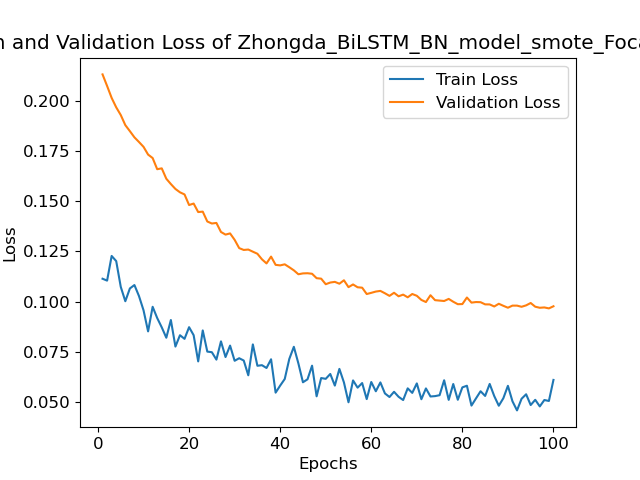 and Validation Loss of Zhongda_BiLSTM_BN_model_smote_
Train Loss
Validation Loss
Loss
0.200
0.175
0.150
0.125
0.100
0.075
0.050
0 20 40 60 80 100
Epochs